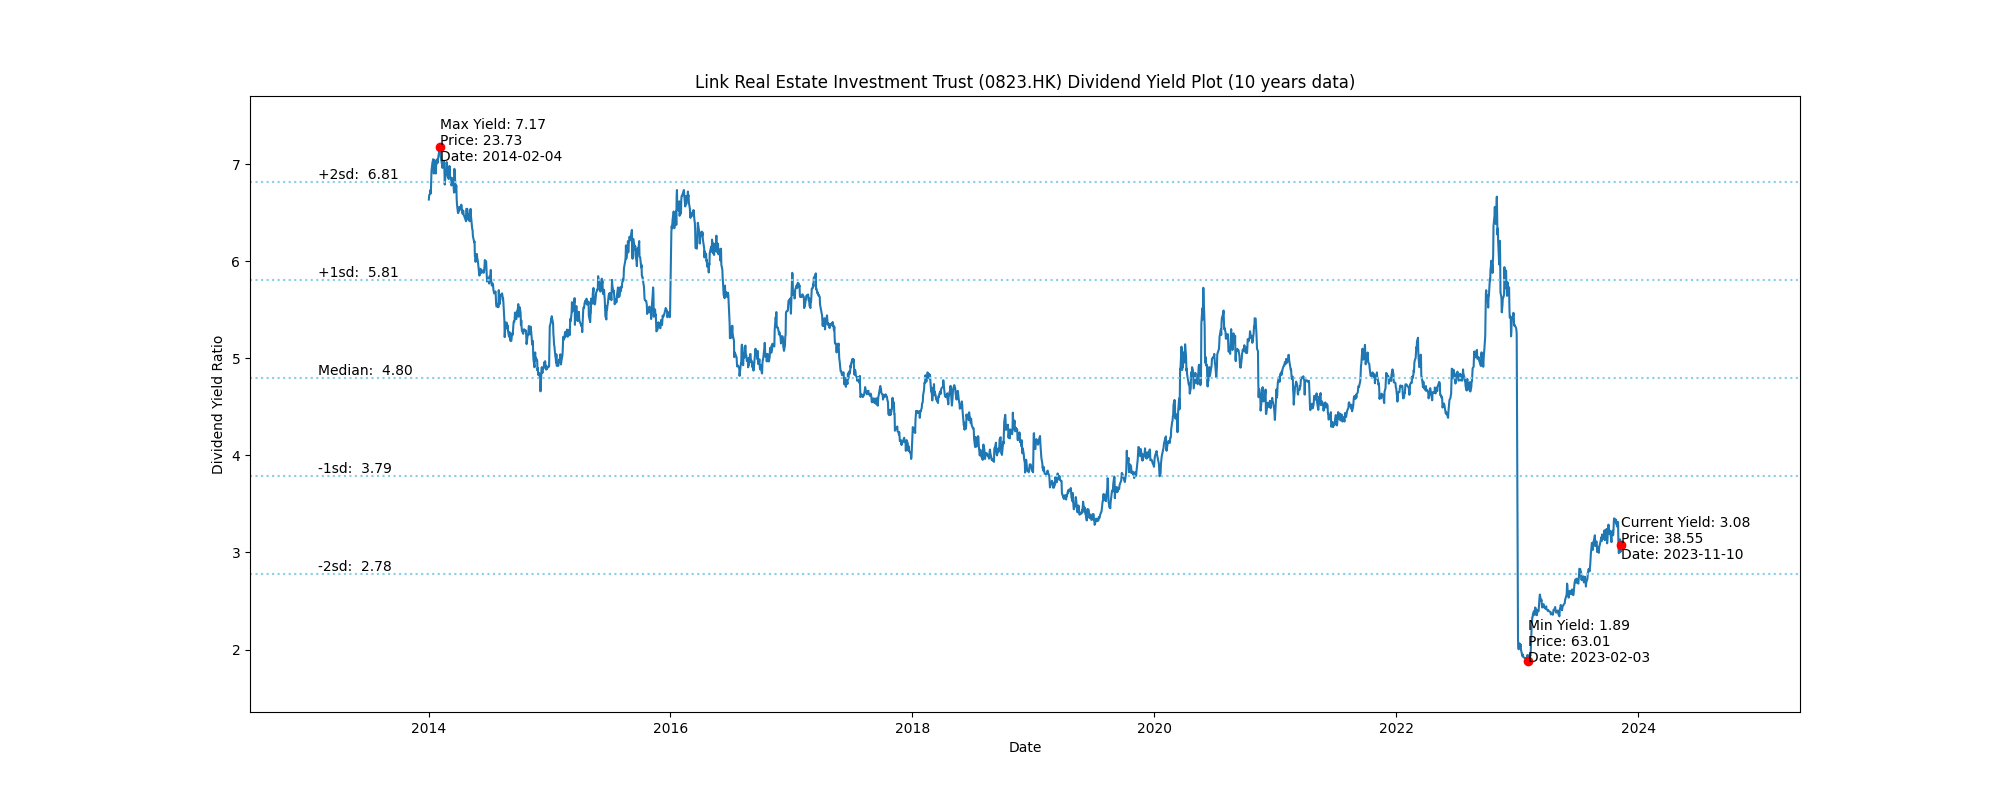 Link Real Estate Investment Trust (0823.HK) Dividend Yield Plot (10 years data)
Max Yield: 7.17
Price: 23.73
Date: 2014-02-04
+2sd: 6.81
+1sd: 5.81
Median: 4.80
-1sd: 3.79
-2sd: 2.78
Current Yield: 3.08
Price: 38.55
Date: 2023-11-10
Min Yield: 1.89
Price: 63.01
Date: 2023-02-03
Dividend Yield Ratio
7
6
5
4
3
2
2014 2016 2018 2020 2022 2024
Date